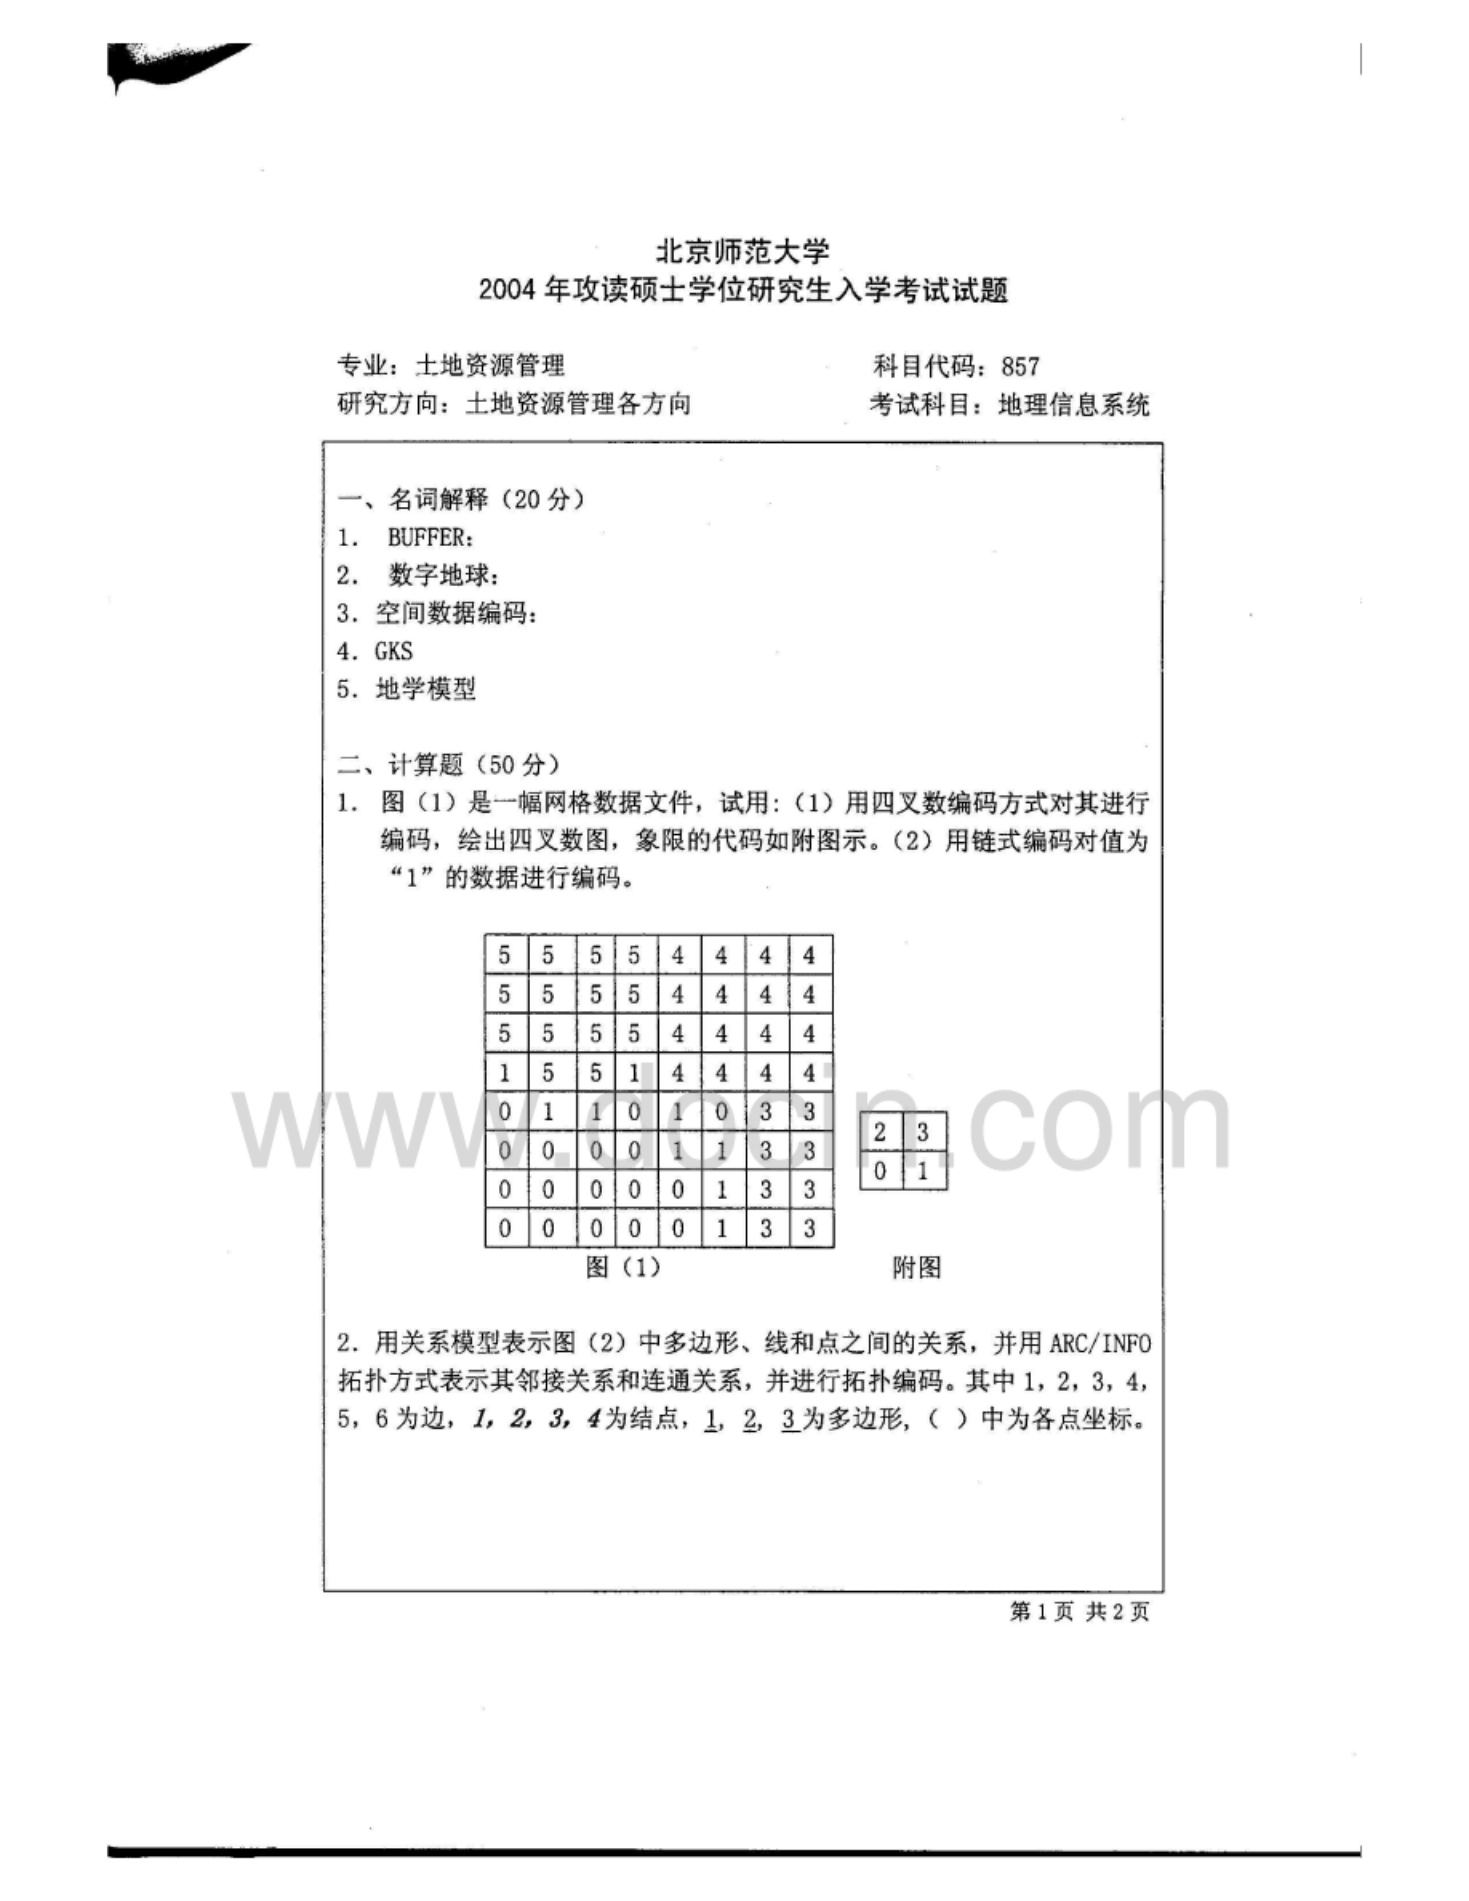 北京师范大学
2004 年攻读硕士学位研究生入学考试试题
专业：土地资源管理 科目代码：857
研究方向：土地资源管理各方向 考试科目：地理信息系统
一、名词解释（20 分）
1. BUFFER：
2. 数字地球：
3. 空间数据编码：
4. GKS
5. 地学模型
二、计算题（50 分）
1. 图（1）是一幅网格数据文件，试用：（1）用四叉数编码方式对其进行
编码，绘出四叉数图，象限的代码如附图示。（2）用链式编码对值为
“1”的数据进行编码。
5 5 5 5 4 4 4 4
5 5 5 5 4 4 4 4
5 5 5 5 4 4 4 4
1 5 5 1 4 4 4 4
0 1 1 0 1 0 3 3
0 0 0 0 1 1 3 3
0 0 0 0 0 1 3 3
0 0 0 0 0 1 3 3
2 3
0 1
图（1） 附图
2. 用关系模型表示图（2）中多边形、线和点之间的关系，并用 ARC/INFO
拓扑方式表示其邻接关系和连通关系，并进行拓扑编码。其中 1，2，3，4，
5，6 为边，1，2，3，4为结点，1，2，3为多边形，（ ）中为各点坐标。
第 1 页 共 2 页
www.docin.com